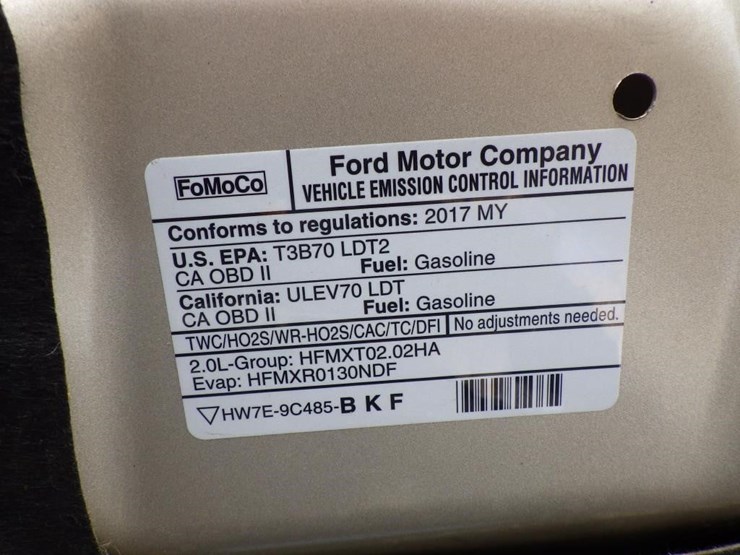 FoMoCo
Ford Motor Company
VEHICLE EMISSION CONTROL INFORMATION
Conforms to regulations: 2017 MY
U.S. EPA: T3B70 LDT2
CA OBD II Fuel: Gasoline
California: ULEV70 LDT
CA OBD II Fuel: Gasoline
TWC/HO2S/WR-HO2S/CAC/TC/DFI No adjustments needed.
2.0L-Group: HFMXT02.02HA
Evap: HFMXR0130NDF
HW7E-9C485-B K F